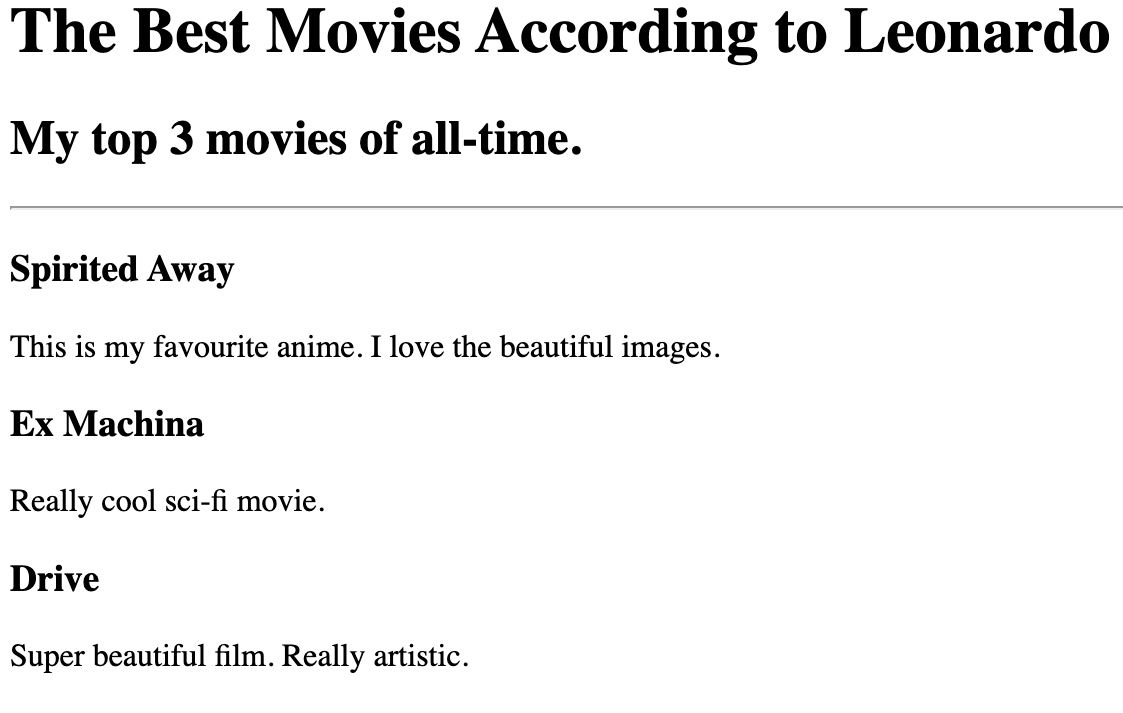 The Best Movies According to Leonardo
My top 3 movies of all-time.
Spirited Away
This is my favourite anime. I love the beautiful images.
Ex Machina
Really cool sci-fi movie.
Drive
Super beautiful film. Really artistic.